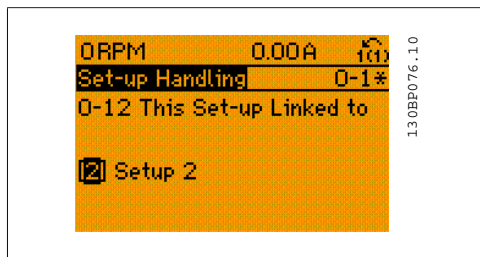 0RPM 0.00A 1(1)
Set-up Handling 0-1*
0-12 This Set-up Linked to
[2] Setup 2
130BP076.10